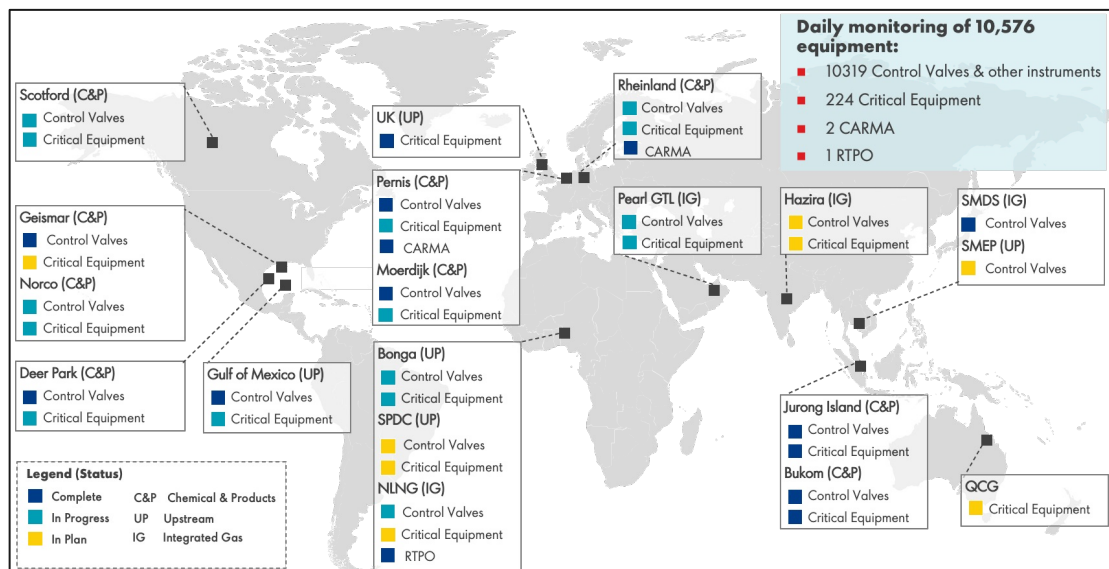 Daily monitoring of 10,576
equipment:
10319 Control Valves & other instruments
224 Critical Equipment
2 CARMA
1 RTPO
Scotford (C&P)
Control Valves
Critical Equipment
UK (UP)
Critical Equipment
Rheinland (C&P)
Control Valves
Critical Equipment
CARMA
Geismar (C&P)
Control Valves
Critical Equipment
Norco (C&P)
Control Valves
Critical Equipment
Pernis (C&P)
Control Valves
Critical Equipment
CARMA
Moerdijk (C&P)
Control Valves
Critical Equipment
Pearl GTL (IG)
Control Valves
Critical Equipment
Hazira (IG)
Control Valves
Critical Equipment
SMDS (IG)
Control Valves
SMEP (UP)
Control Valves
Deer Park (C&P)
Control Valves
Critical Equipment
Gulf of Mexico (UP)
Control Valves
Critical Equipment
Bonga (UP)
Control Valves
Critical Equipment
SPDC (UP)
Control Valves
Critical Equipment
NLNG (IG)
Control Valves
Critical Equipment
RTPO
Jurong Island (C&P)
Control Valves
Critical Equipment
Bukom (C&P)
Control Valves
Critical Equipment
QCG
Critical Equipment
Legend (Status)
Complete C&P Chemical & Products
In Progress UP Upstream
In Plan IG Integrated Gas